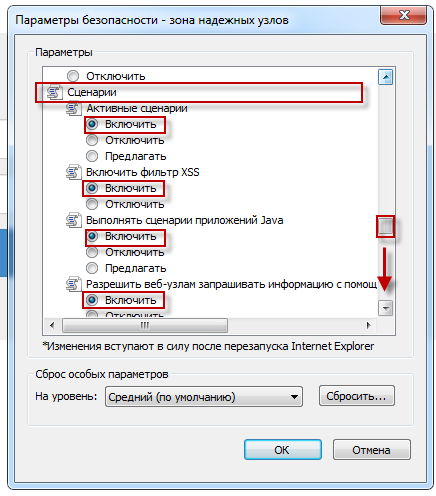 Параметры безопасности - зона надежных узлов
Параметры
Отключить
Сценарии
Активные сценарии
Включить
Отключить
Предлагать
Включить фильтр XSS
Включить
Отключить
Выполнять сценарии приложений Java
Включить
Отключить
Предлагать
Разрешить веб-узлам запрашивать информацию с помощ
Включить
Отключить
*Изменения вступают в силу после перезапуска Internet Explorer
Сброс особых параметров
На уровень: Средний (по умолчанию) Сбросить...
OK Отмена